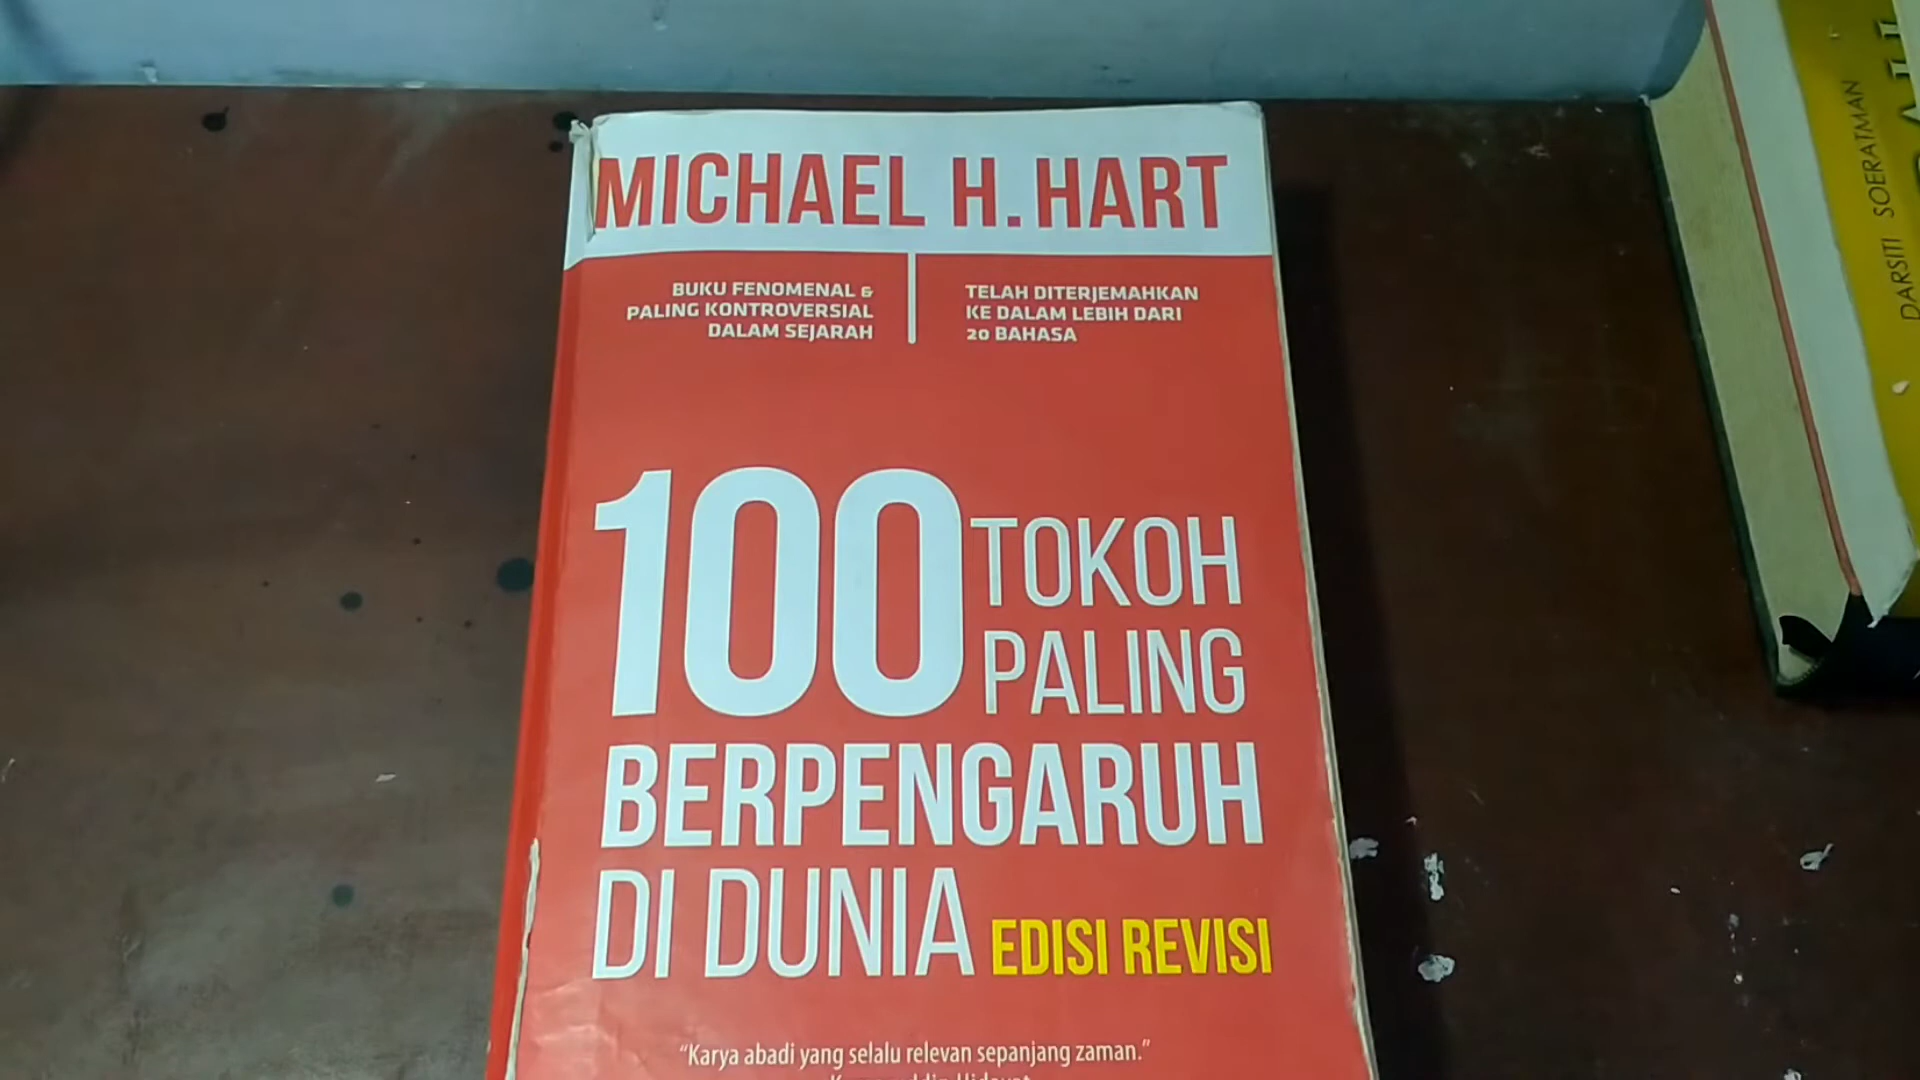 MICHAEL H. HART
BUKU FENOMENAL &
PALING KONTROVERSIAL
DALAM SEJARAH
TELAH DITERJEMAHKAN
KE DALAM LEBIH DARI
20 BAHASA
100 TOKOH
PALING
BERPENGARUH
DI DUNIA EDISI REVISI
“Karya abadi yang selalu relevan sepanjang zaman.”
DARSITI SOERATMAN